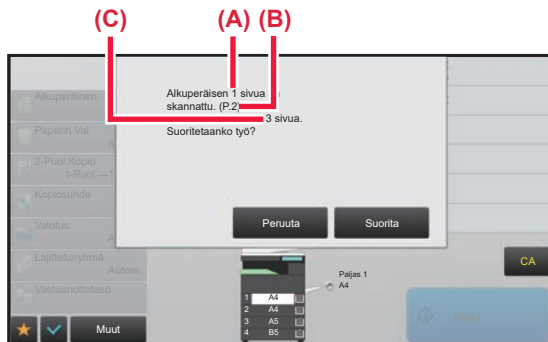 (C) (A) (B)
Alkuperäisen 1 sivua
skannattu. (P.2)
3 sivua.
Suoritetaanko työ?
Peruuta Suorita
Alkuperäinen
Paperin Val.
A
2-Puol.Kopio
1-Puol.→1
Kopiosuhde
Valotus
A
Lajittelu/ryhmä
Autom.
Vastaanottotaso
Muut
Paljas 1
A4
1 A4
2 A4
3 A5
4 B5
CA